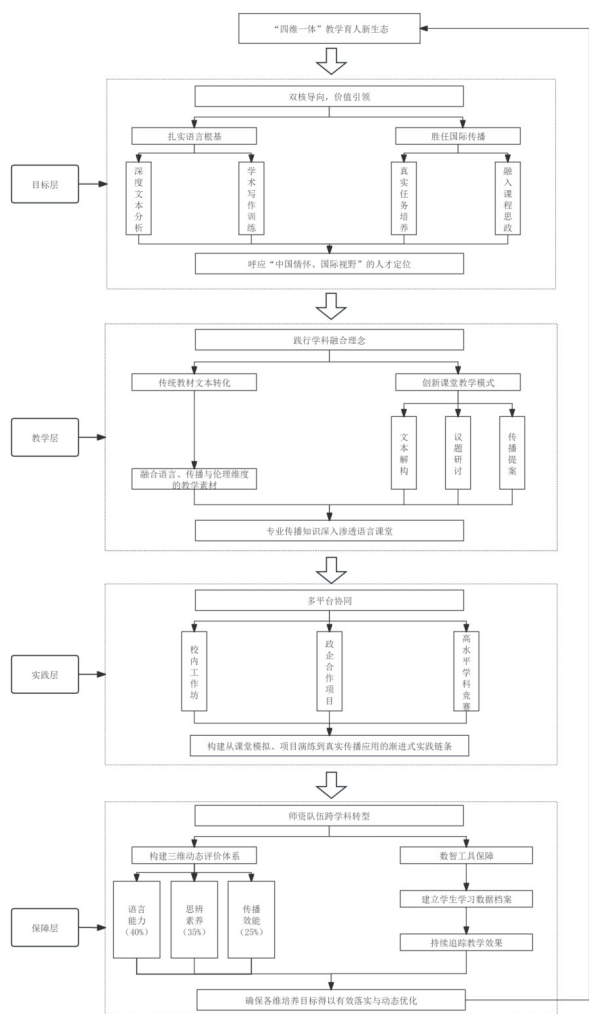 “四维一体”教学育人新生态
双核导向，价值引领
扎实语言根基
胜任国际传播
目标层
深度文本分析
学术写作训练
真实任务培养
融入课程思政
呼应“中国情怀、国际视野”的人才定位
践行学科融合理念
传统教材文本转化
创新课堂教学模式
教学层
文本解构
议题研讨
传播提案
融合语言、传播与伦理维度
的教学素材
专业传播知识深入渗透语言课堂
多平台协同
实践层
校内工作坊
政企合作项目
高水平学科竞赛
构建从课堂模拟、项目演练到真实传播应用的渐进式实践链条
师资队伍跨学科转型
构建三维动态评价体系
数智工具保障
保障层
语言
能力
（40%）
思辨
素养
（35%）
传播
效能
（25%）
建立学生学习数据档案
持续追踪教学效果
确保各维培养目标得以有效落实与动态优化